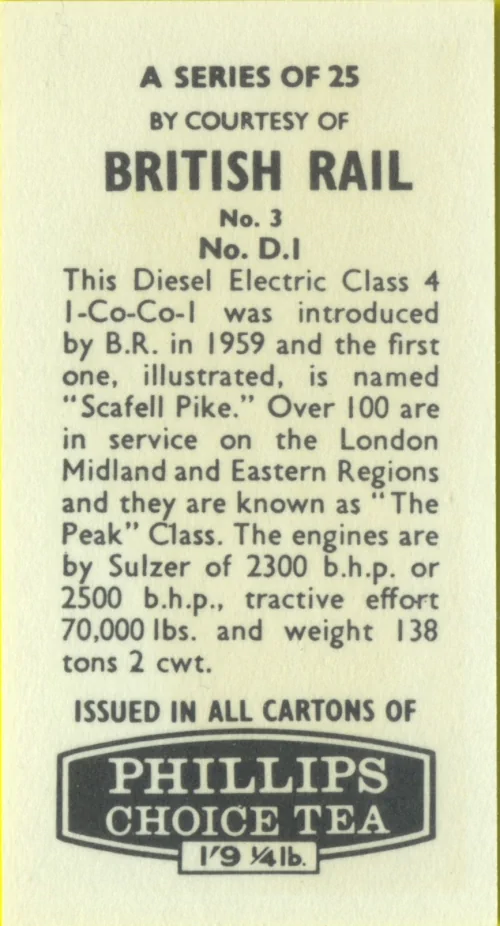 A SERIES OF 25
BY COURTESY OF
BRITISH RAIL
No. 3
No. D.I
This Diesel Electric Class 4
I-Co-Co-I was introduced
by B.R. in 1959 and the first
one, illustrated, is named
"Scafell Pike." Over 100 are
in service on the London
Midland and Eastern Regions
and they are known as "The
Peak" Class. The engines are
by Sulzer of 2300 b.h.p. or
2500 b.h.p., tractive effort
70,000 lbs. and weight 138
tons 2 cwt.
ISSUED IN ALL CARTONS OF
PHILLIPS
CHOICE TEA
1'9 ¼lb.